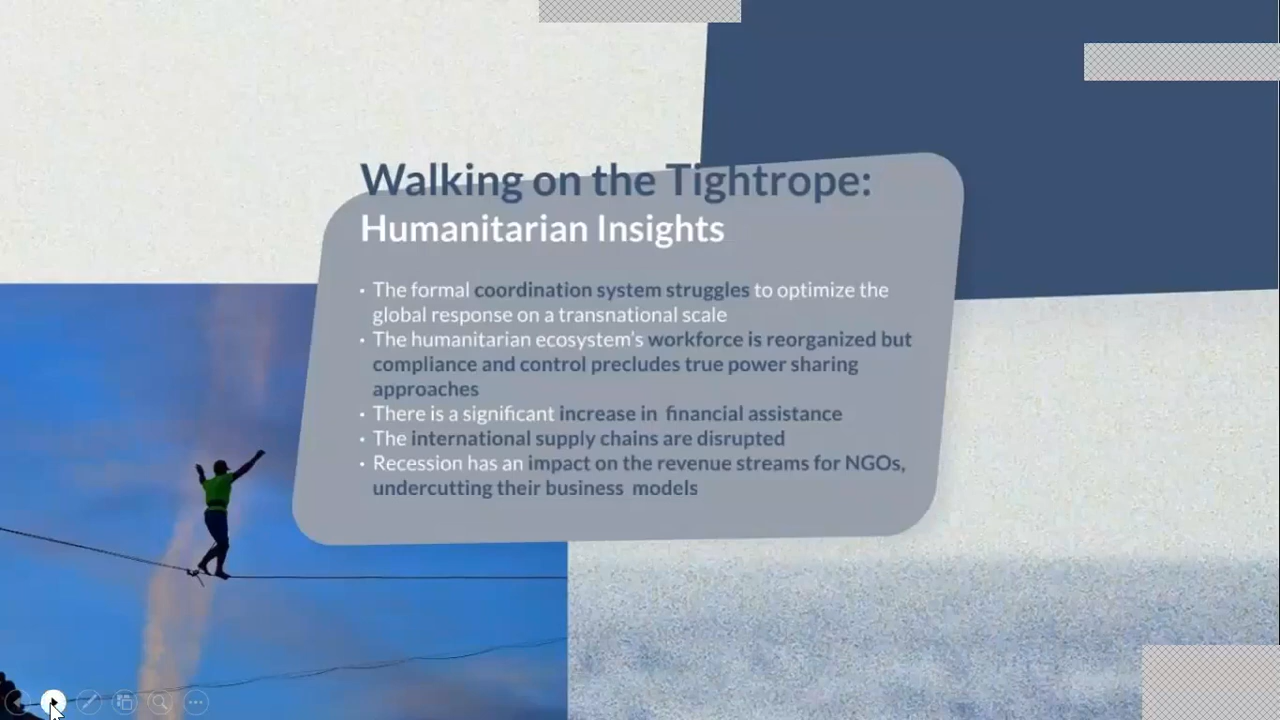 Walking on the Tightrope:
Humanitarian Insights
• The formal coordination system struggles to optimize the
global response on a transnational scale
• The humanitarian ecosystem's workforce is reorganized but
compliance and control precludes true power sharing
approaches
• There is a significant increase in financial assistance
• The international supply chains are disrupted
• Recession has an impact on the revenue streams for NGOs,
undercutting their business models